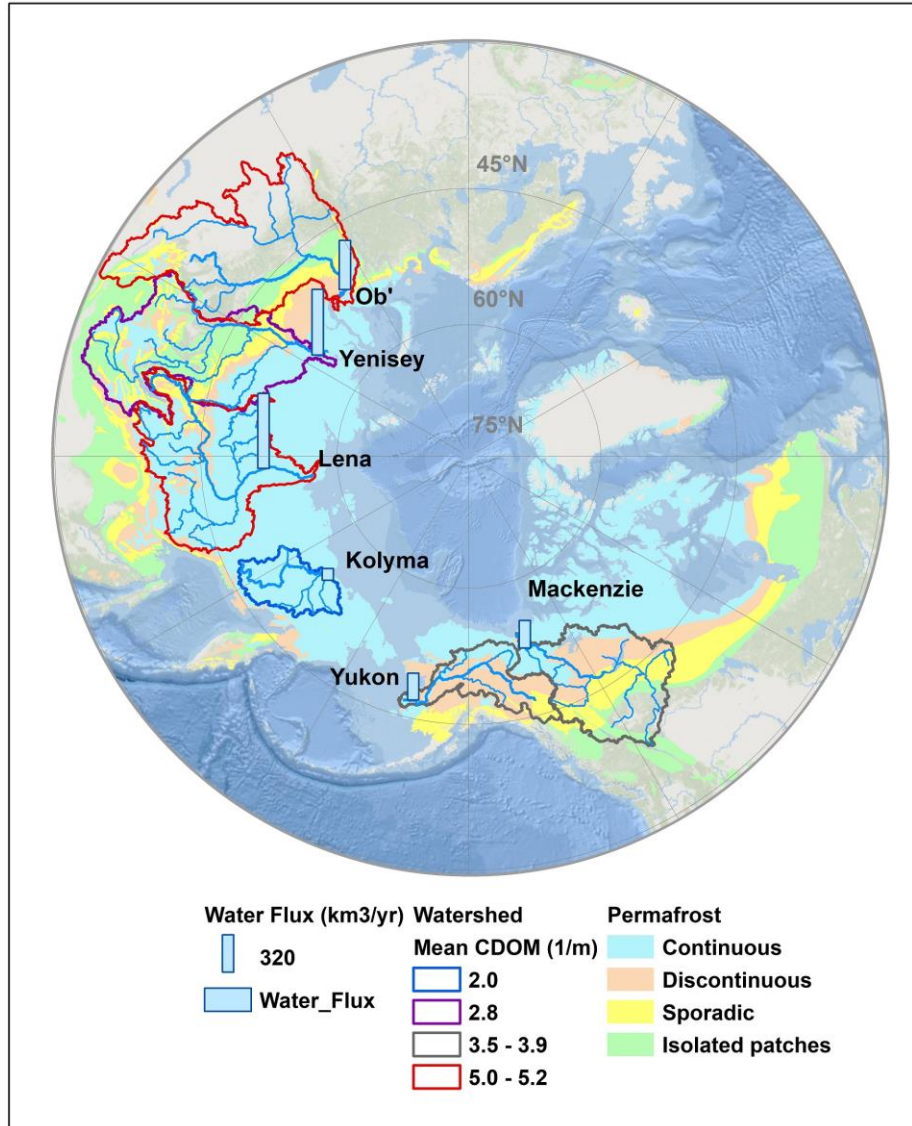 45°N
60°N
75°N
Ob'
Yenisey
Lena
Kolyma
Mackenzie
Yukon
Water Flux (km3/yr)
320
Water_Flux
Watershed
Mean CDOM (1/m)
2.0
2.8
3.5 - 3.9
5.0 - 5.2
Permafrost
Continuous
Discontinuous
Sporadic
Isolated patches